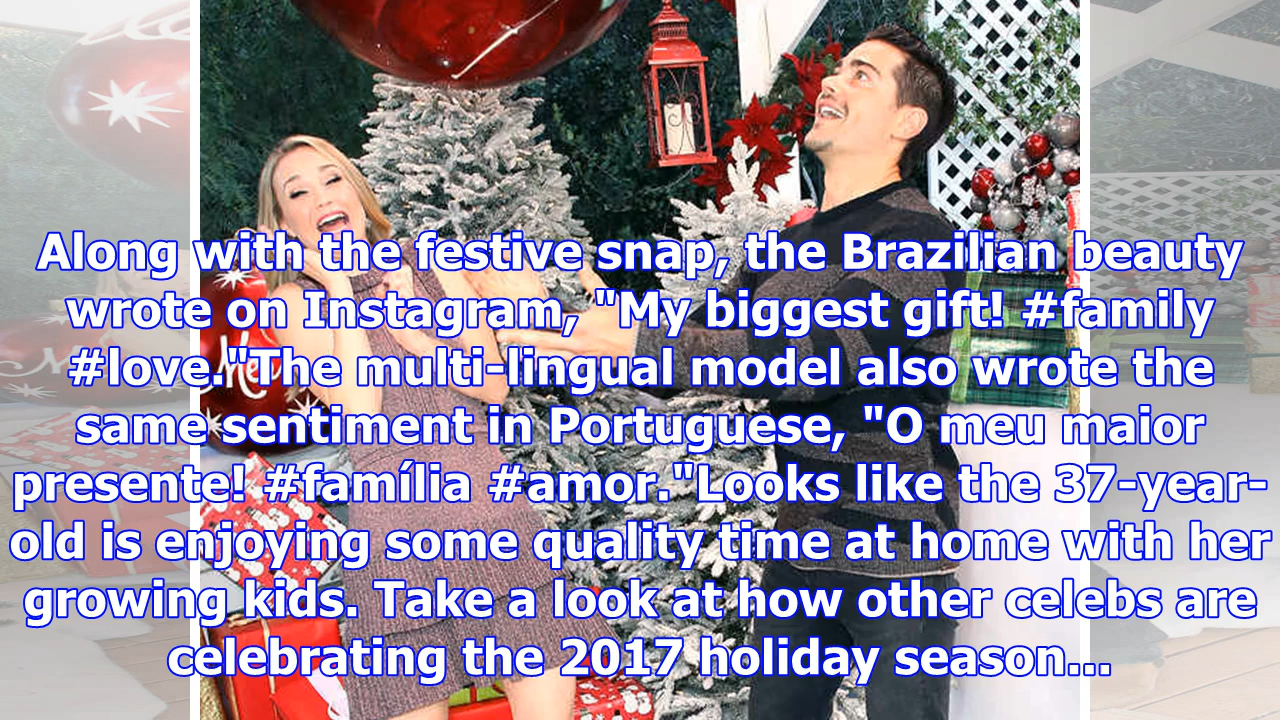 Along with the festive snap, the Brazilian beauty
wrote on Instagram, "My biggest gift! #family
#love."The multi-lingual model also wrote the
same sentiment in Portuguese, "O meu maior
presente! #família #amor."Looks like the 37-year-
old is enjoying some quality time at home with her
growing kids. Take a look at how other celebs are
celebrating the 2017 holiday season...